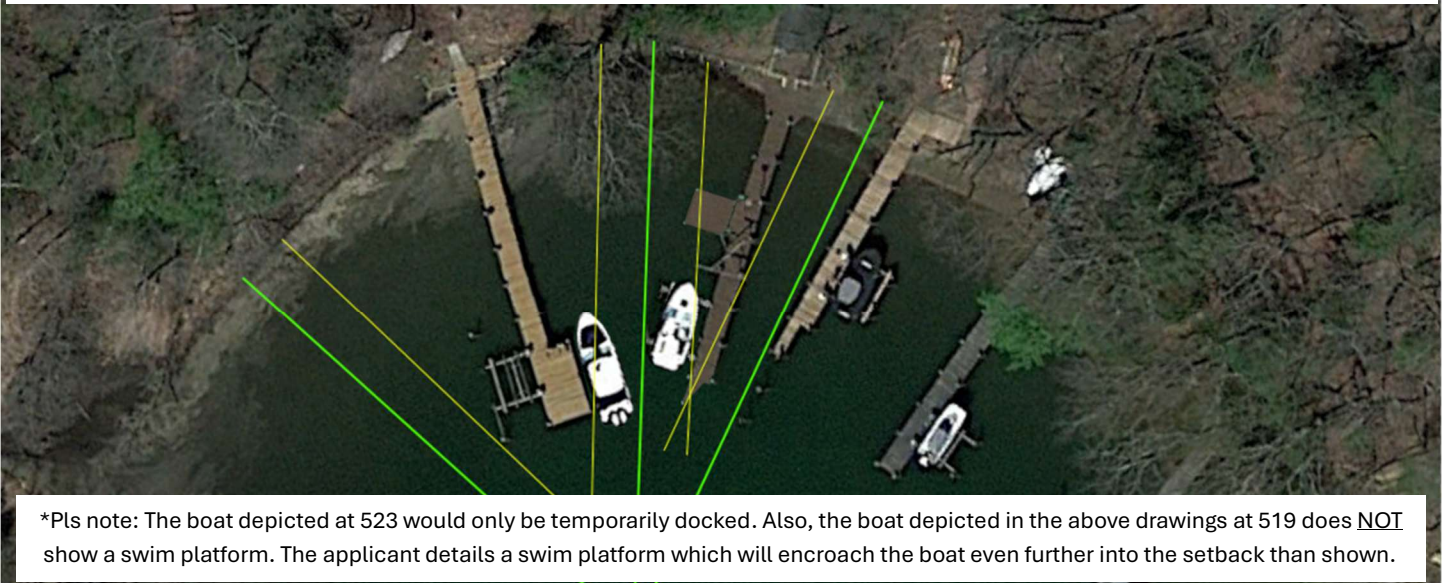 *Pls note: The boat depicted at 523 would only be temporarily docked. Also, the boat depicted in the above drawings at 519 does NOT
show a swim platform. The applicant details a swim platform which will encroach the boat even further into the setback than shown.